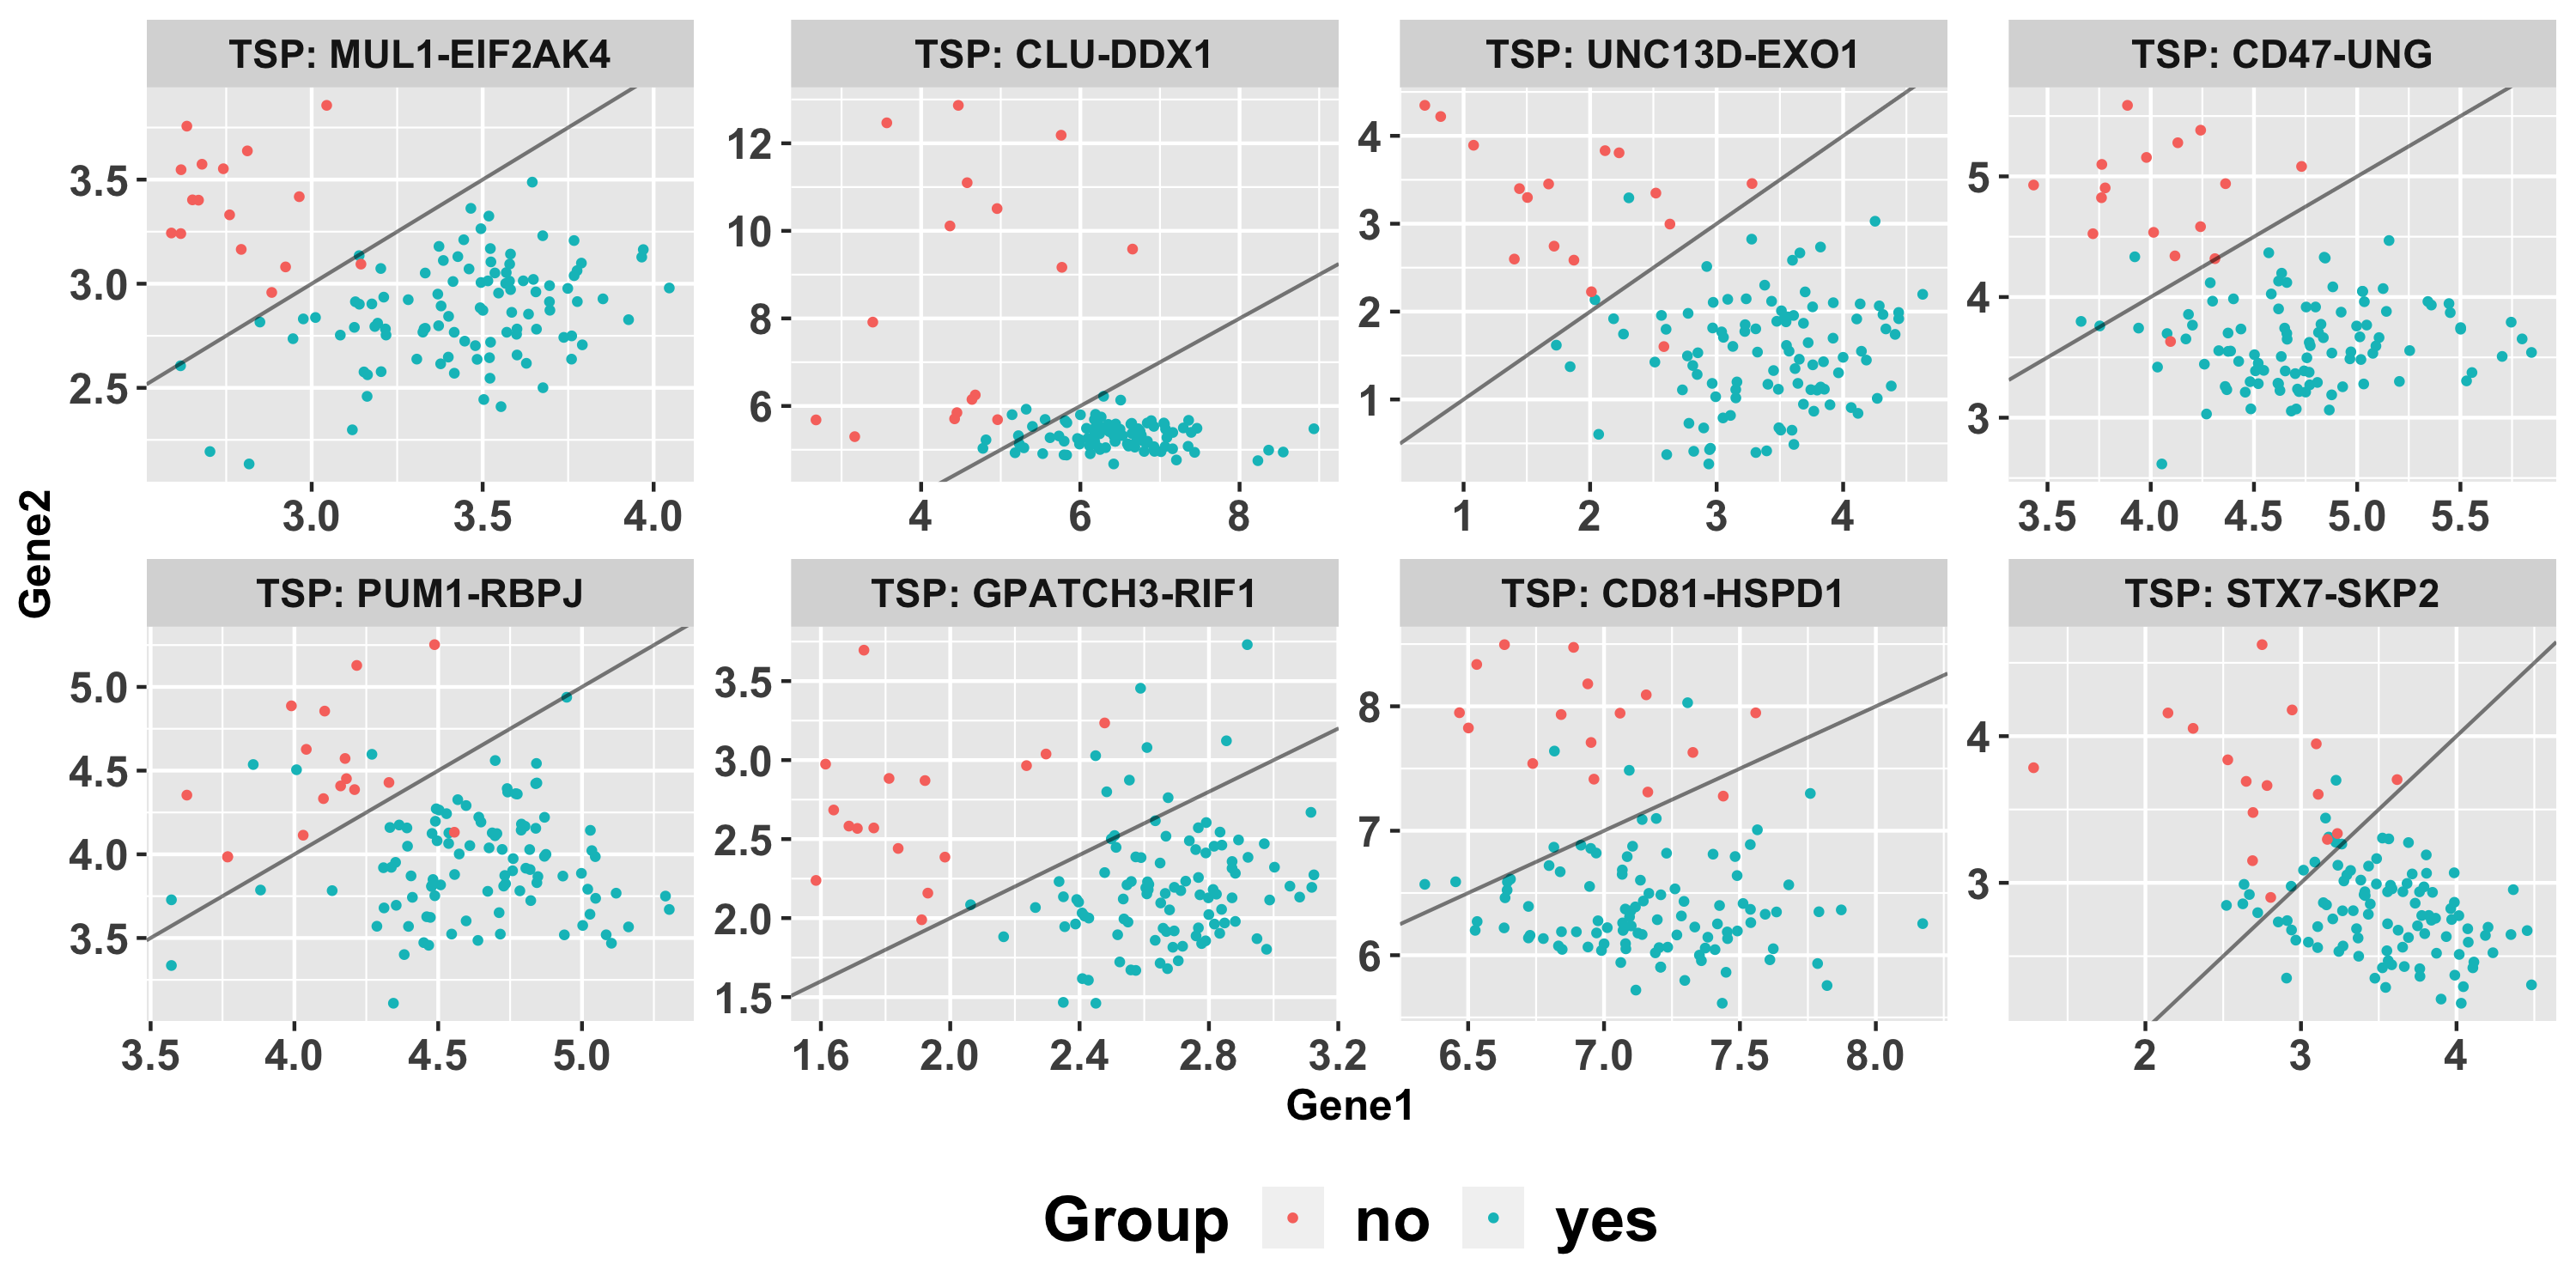 TSP: MUL1-EIF2AK4
TSP: CLU-DDX1
TSP: UNC13D-EXO1
TSP: CD47-UNG
3.5
3.0
2.5
3.0 3.5 4.0
12
10
8
6
4 6 8
4
3
2
1
1 2 3 4
5
4
3
3.5 4.0 4.5 5.0 5.5
Gene2
TSP: PUM1-RBPJ
TSP: GPATCH3-RIF1
TSP: CD81-HSPD1
TSP: STX7-SKP2
5.0
4.5
4.0
3.5
3.5 4.0 4.5 5.0
3.5
3.0
2.5
2.0
1.5
1.6 2.0 2.4 2.8 3.2
8
7
6
6.5 7.0 7.5 8.0
4
3
2 3 4
Gene1
Group no yes